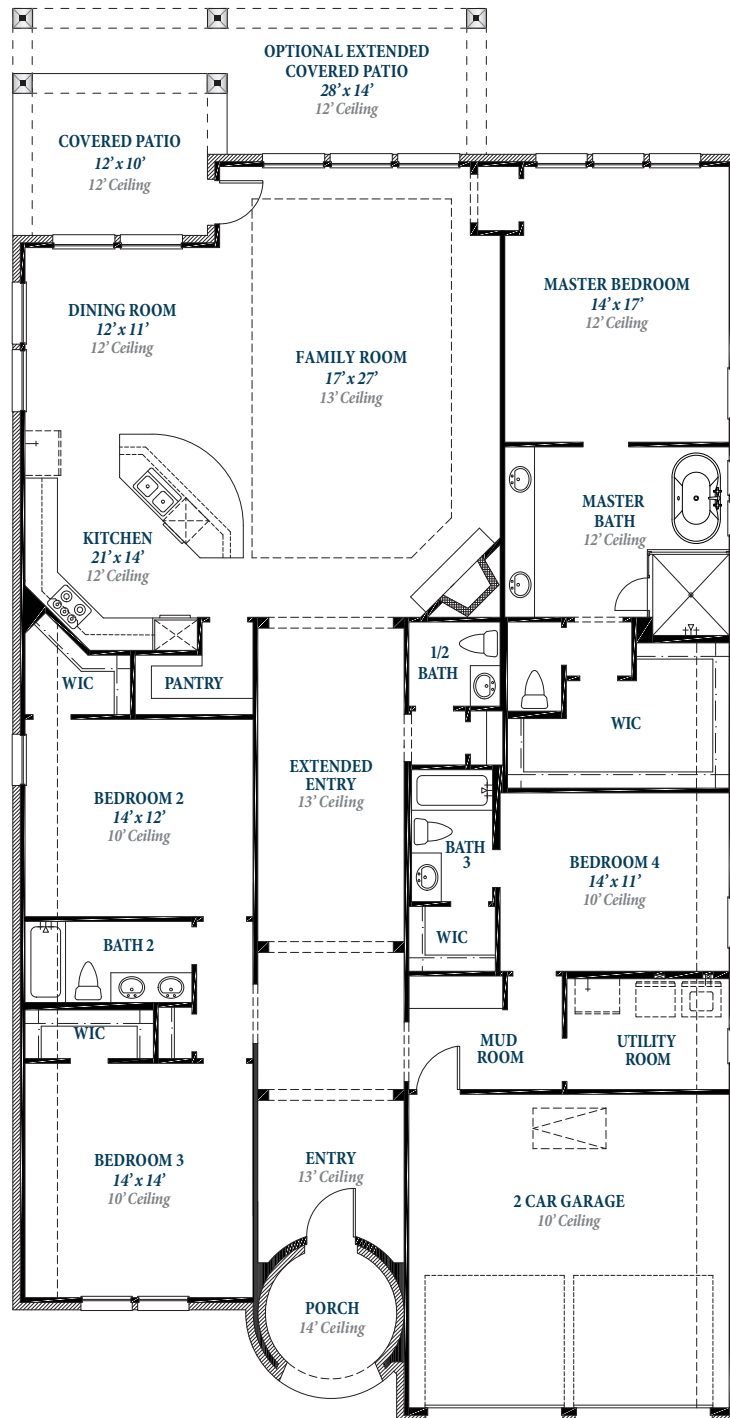 OPTIONAL EXTENDED
COVERED PATIO
28' x 14'
12' Ceiling
COVERED PATIO
12' x 10'
12' Ceiling
DINING ROOM
12' x 11'
12' Ceiling
FAMILY ROOM
17' x 27'
13' Ceiling
MASTER BEDROOM
14' x 17'
12' Ceiling
KITCHEN
21' x 14'
12' Ceiling
MASTER
BATH
12' Ceiling
WIC
PANTRY
1/2
BATH
WIC
EXTENDED
ENTRY
13' Ceiling
BEDROOM 2
14' x 12'
10' Ceiling
BATH
3
BEDROOM 4
14' x 11'
10' Ceiling
BATH 2
WIC
WIC
MUD
ROOM
UTILITY
ROOM
BEDROOM 3
14' x 14'
10' Ceiling
ENTRY
13' Ceiling
2 CAR GARAGE
10' Ceiling
PORCH
14' Ceiling